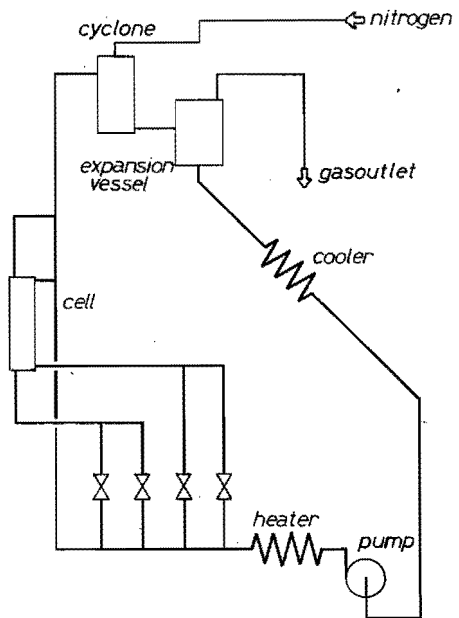 cyclone
nitrogen
expansion
vessel
gasoutlet
cooler
cell
heater
pump